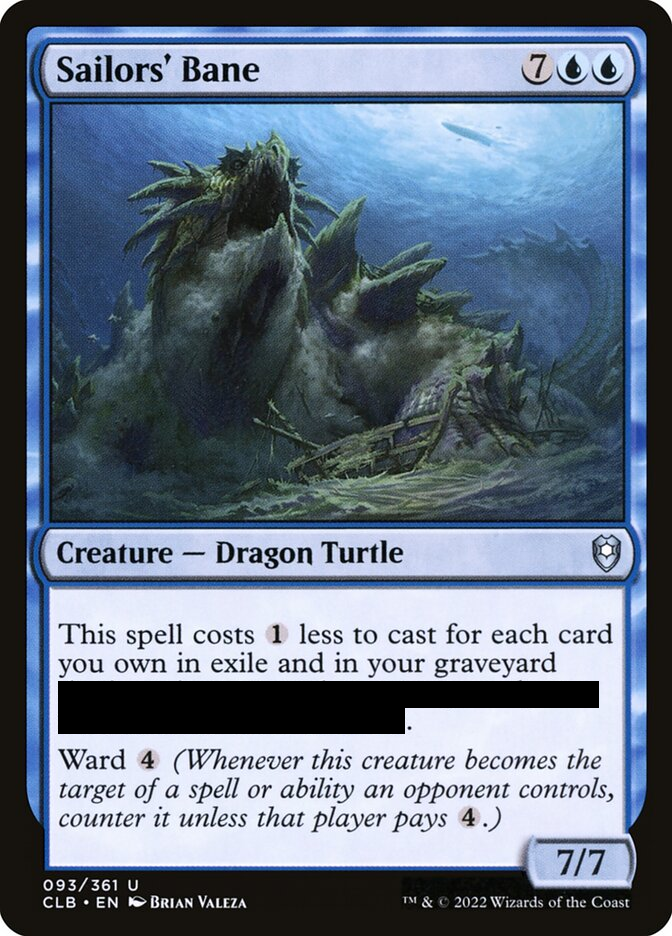 Sailors' Bane
7
Creature — Dragon Turtle
This spell costs 1 less to cast for each card
you own in exile and in your graveyard
.
Ward 4 (Whenever this creature becomes the
target of a spell or ability an opponent controls,
counter it unless that player pays 4.)
7/7
093/361 U
CLB • EN Brian Valeza
™ & © 2022 Wizards of the Coast